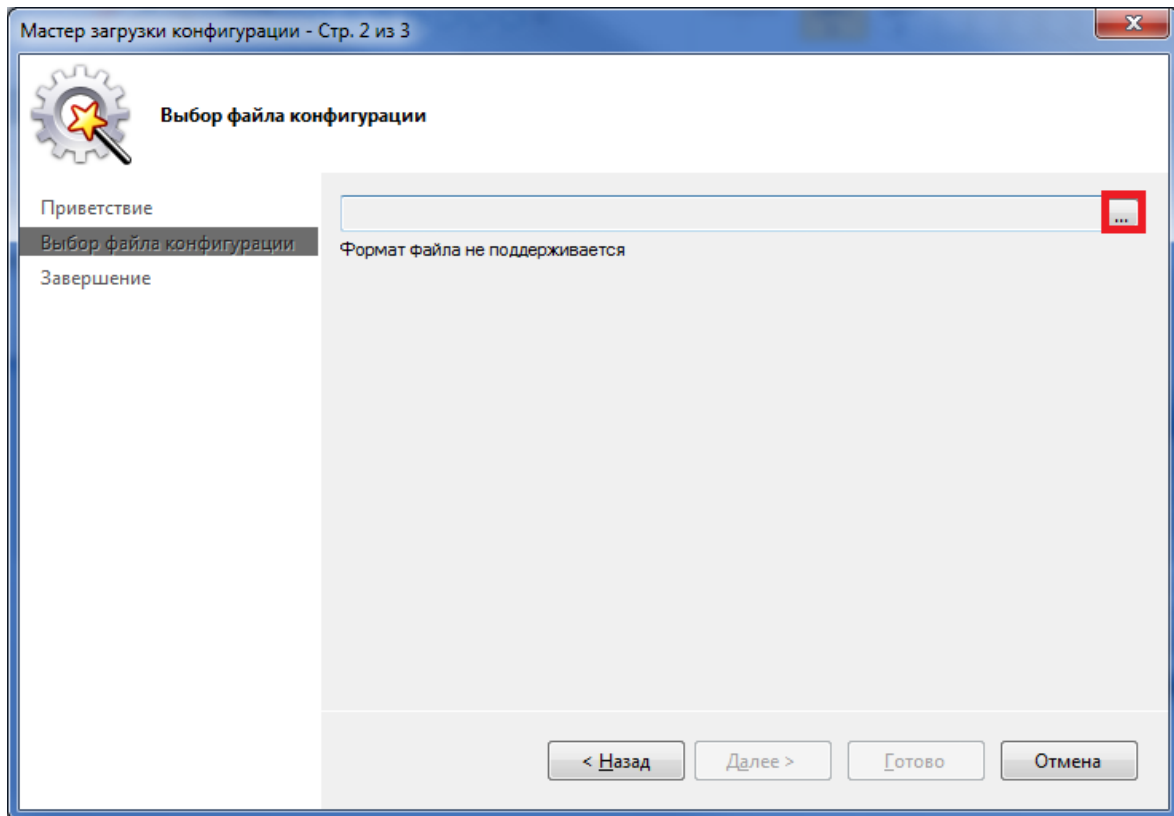 Мастер загрузки конфигурации - Стр. 2 из 3
Выбор файла конфигурации
Приветствие
Выбор файла конфигурации
Завершение
...
Формат файла не поддерживается
< Назад
Далее >
Готово
Отмена